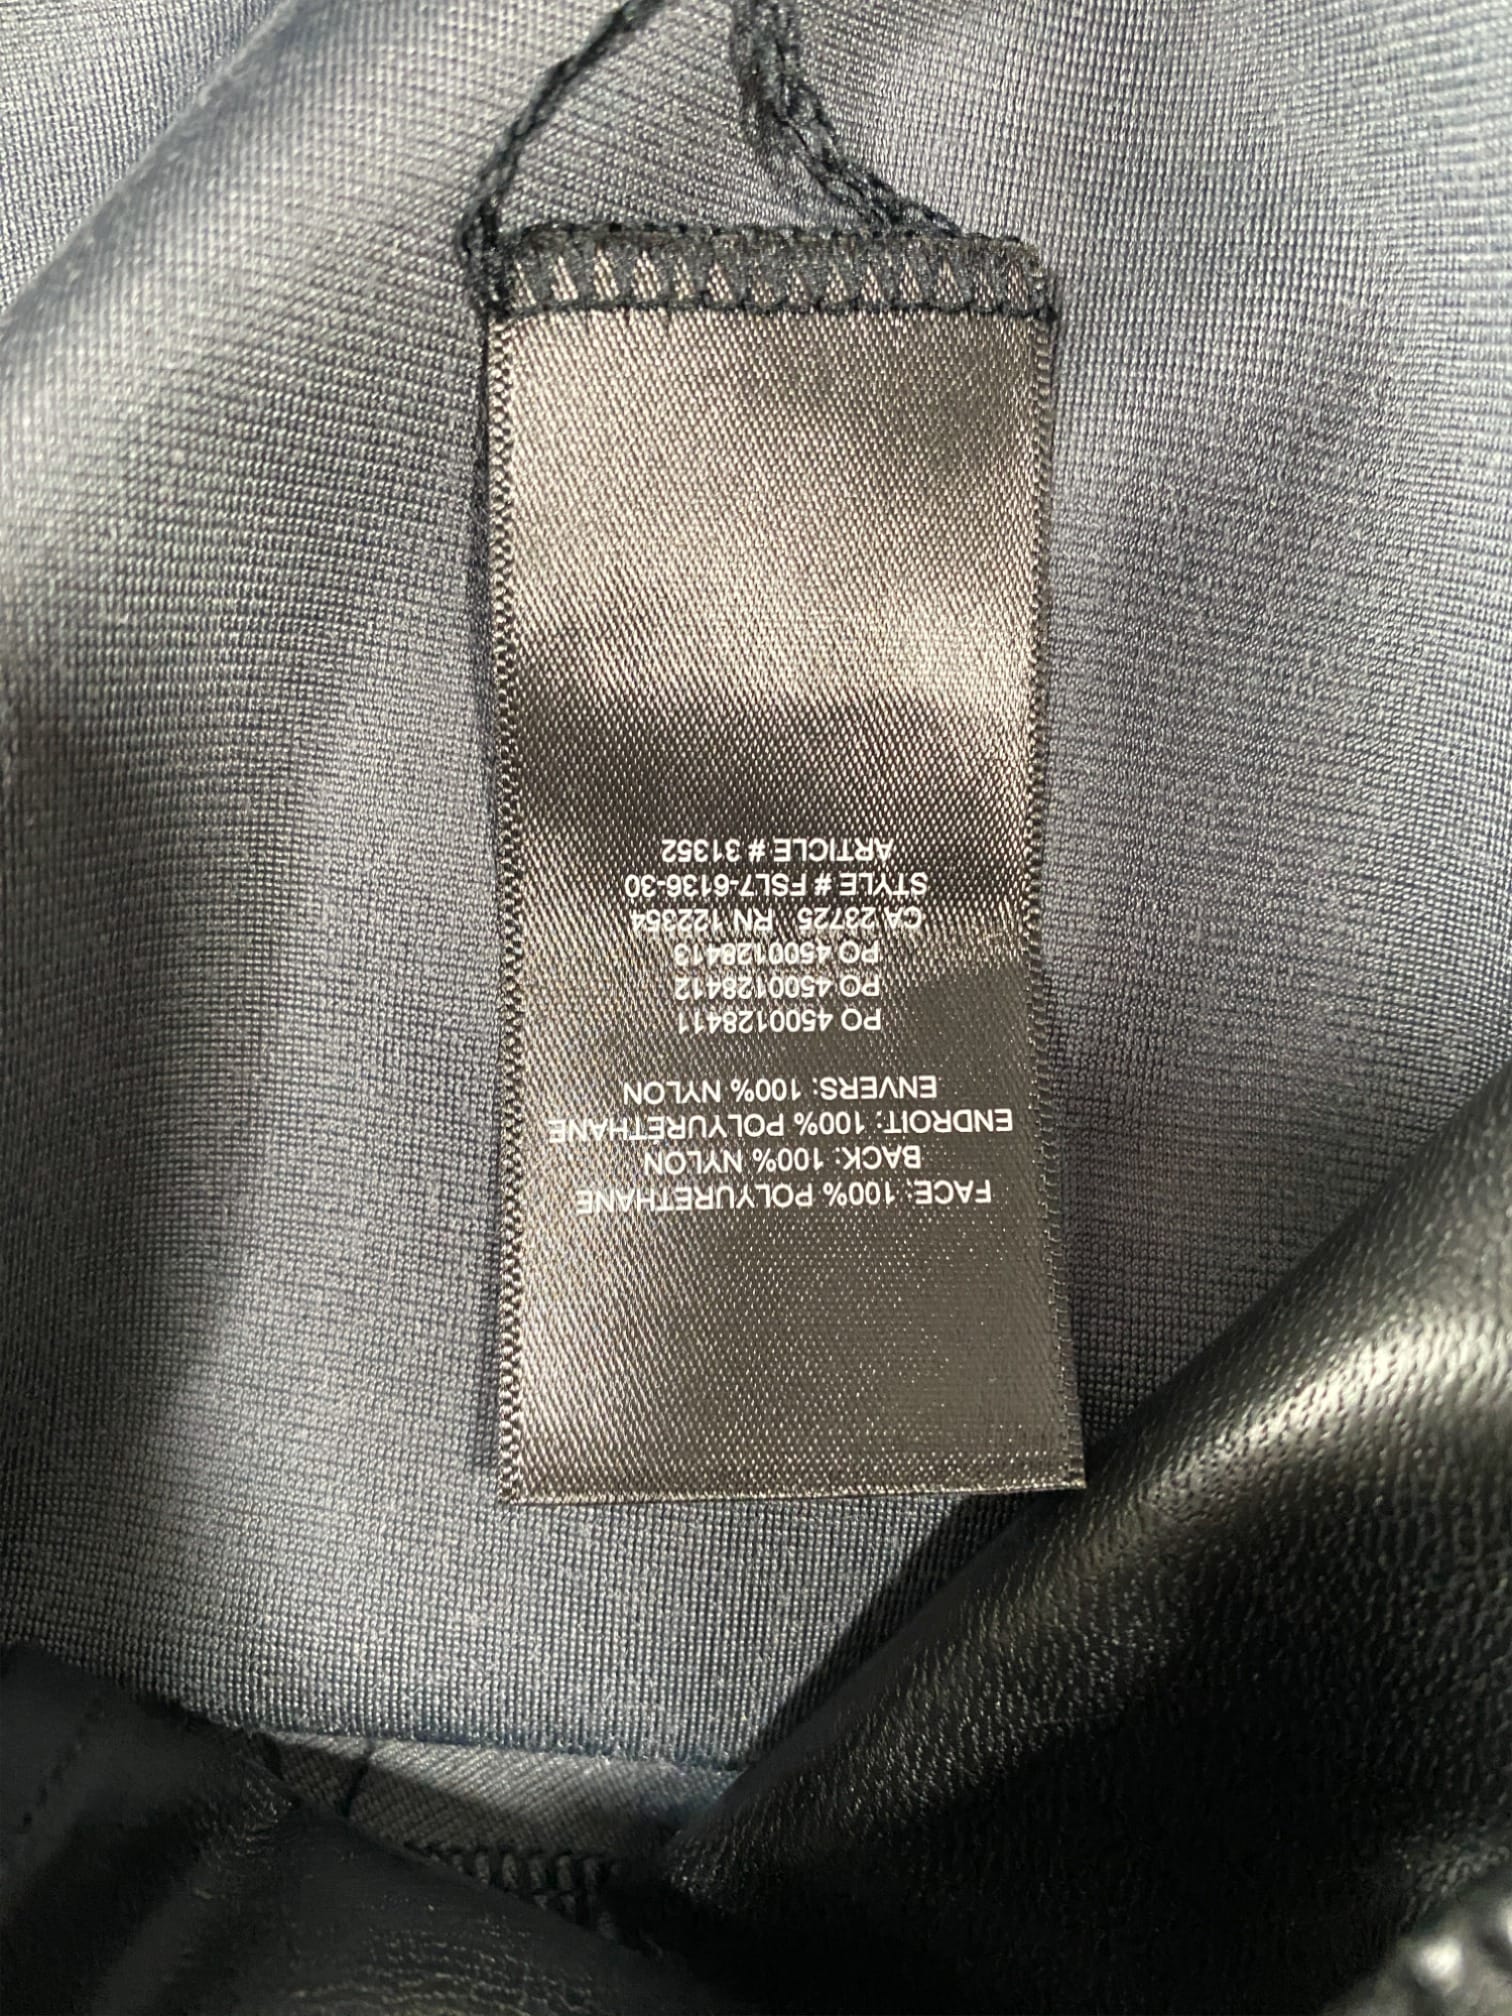 FACE: 100% POLYURETHANE
BACK: 100% NYLON
ENDROIT: 100% POLYURETHANE
ENVERS: 100% NYLON
PO 4500128411
PO 4500128412
PO 4500128413
CA 23725 RN 122354
STYLE # FSL7-6136-30
ARTICLE # 31352